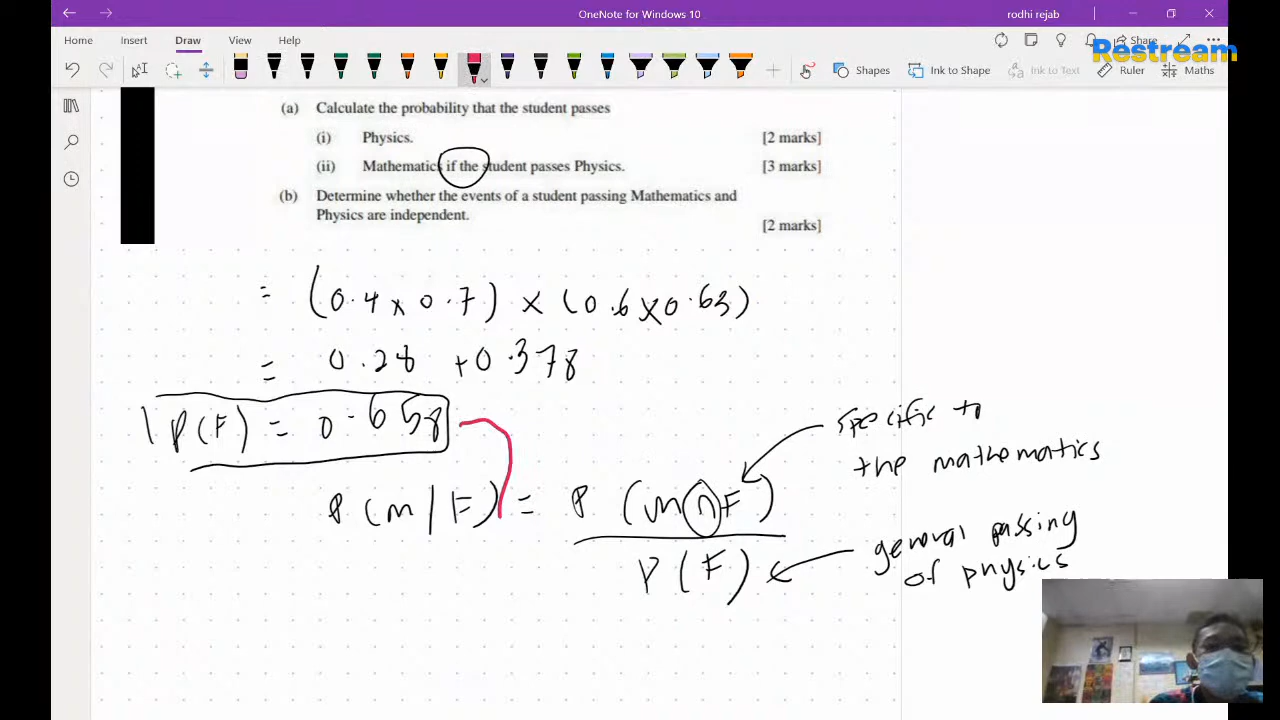 OneNote for Windows 10
rodhi rejab
Home Insert Draw View Help
Share
Restream
Shapes Ink to Shape Ink to Text Ruler Maths
(a) Calculate the probability that the student passes
(i) Physics. [2 marks]
(ii) Mathematics if the student passes Physics. [3 marks]
(b) Determine whether the events of a student passing Mathematics and
Physics are independent.
[2 marks]
= (0.4 x 0.7) x (0.6 x 0.63)
= 0.28 + 0.378
P(F) = 0.658
specific to
the mathematics
P(m/F) = P(m∩F)
P(F)
general passing
of physics